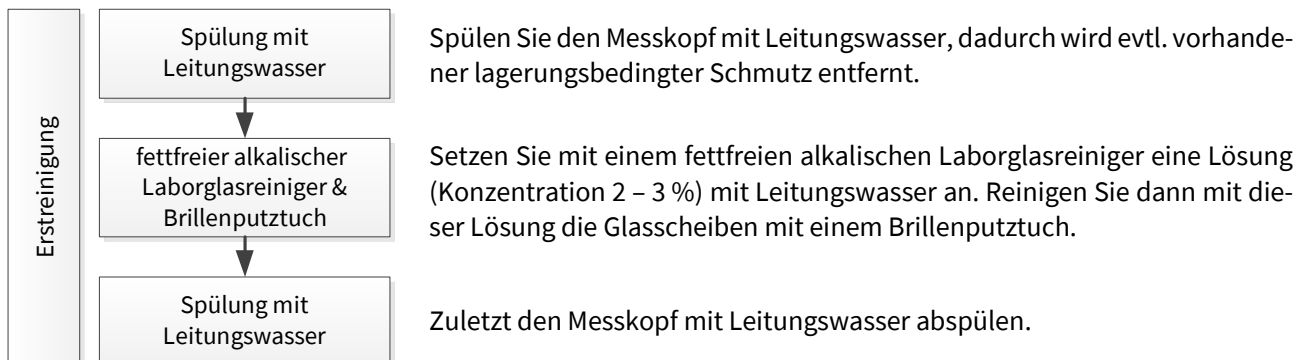 Erstreinigung
Spülung mit
Leitungswasser
Spülen Sie den Messkopf mit Leitungswasser, dadurch wird evtl. vorhande-
ner lagerungsbedingter Schmutz entfernt.
fettfreier alkalischer
Laborglasreiniger &
Brillenputztuch
Setzen Sie mit einem fettfreien alkalischen Laborglasreiniger eine Lösung
(Konzentration 2 – 3 %) mit Leitungswasser an. Reinigen Sie dann mit die-
ser Lösung die Glasscheiben mit einem Brillenputztuch.
Spülung mit
Leitungswasser
Zuletzt den Messkopf mit Leitungswasser abspülen.